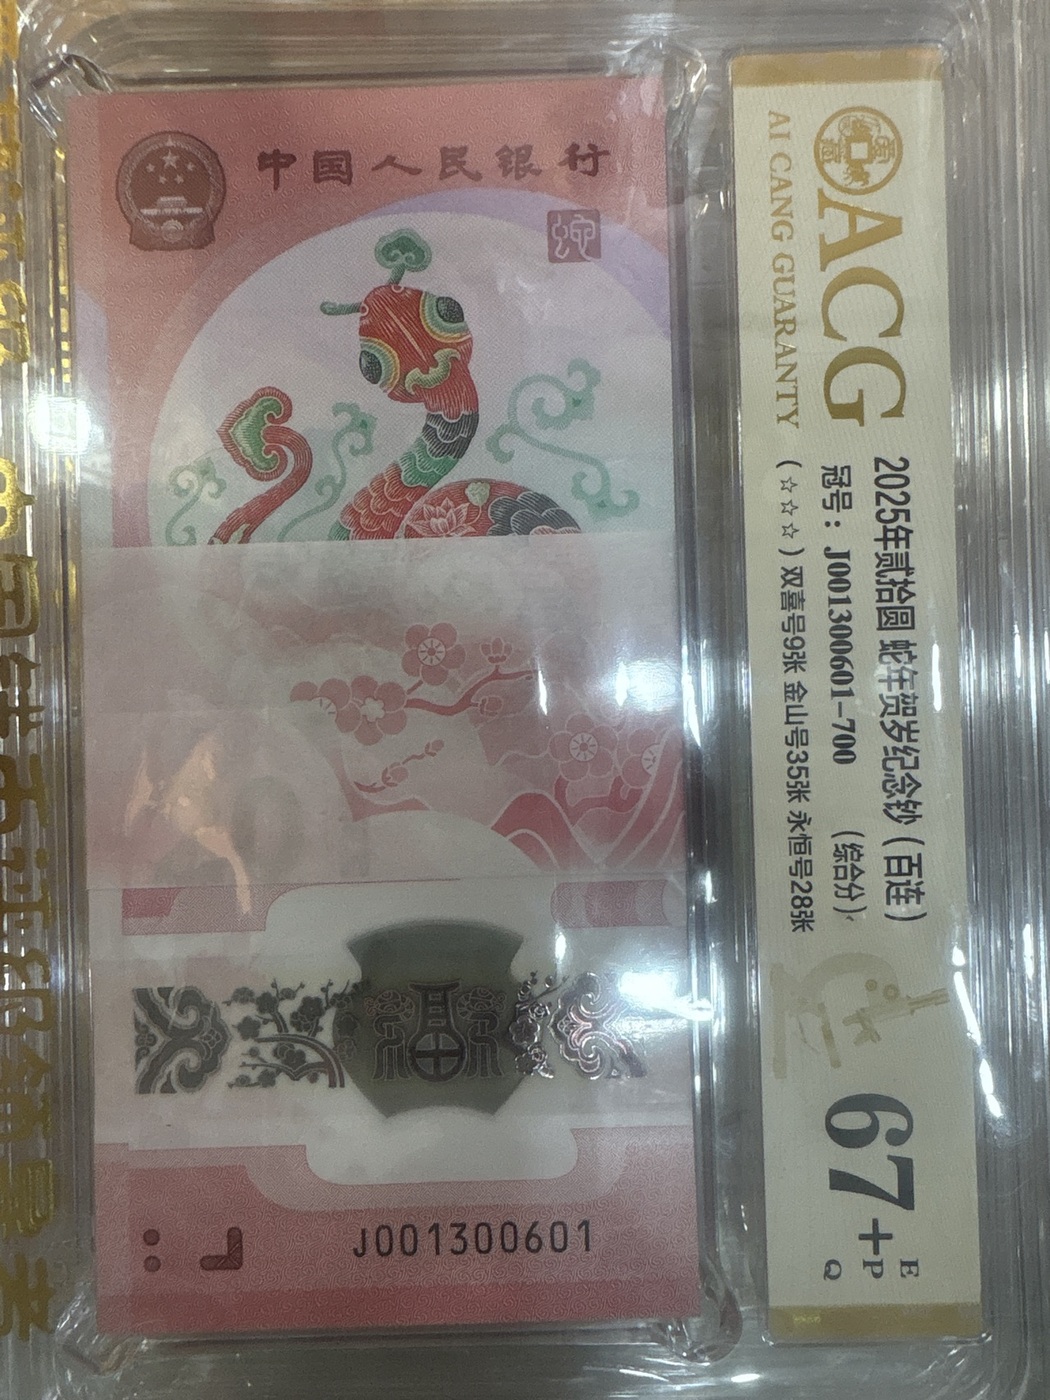 中国人民银行
J001300601
ACG
AI CANG GUARANTY
2025年贰拾圆 蛇年贺岁纪念钞（百连）
冠号：J001300601-700 （综给分）
（☆☆☆）双喜号9张 金山号35张 永恒号28张
67+
E
P
Q